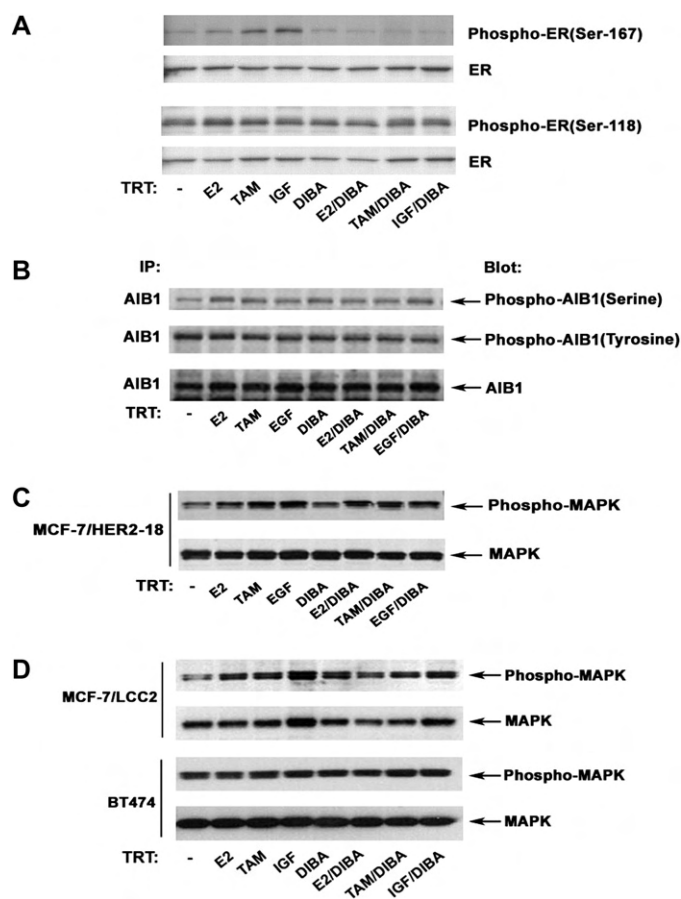 A
Phospho-ER(Ser-167)
ER
Phospho-ER(Ser-118)
ER
TRT: - E2 TAM IGF DIBA E2/DIBA TAM/DIBA IGF/DIBA
B
IP: Blot:
AIB1 Phospho-AIB1(Serine)
AIB1 Phospho-AIB1(Tyrosine)
AIB1 AIB1
TRT: - E2 TAM EGF DIBA E2/DIBA TAM/DIBA EGF/DIBA
C
MCF-7/HER2-18
Phospho-MAPK
MAPK
TRT: - E2 TAM EGF DIBA E2/DIBA TAM/DIBA EGF/DIBA
D
MCF-7/LCC2
Phospho-MAPK
MAPK
BT474
Phospho-MAPK
MAPK
TRT: - E2 TAM IGF DIBA E2/DIBA TAM/DIBA IGF/DIBA